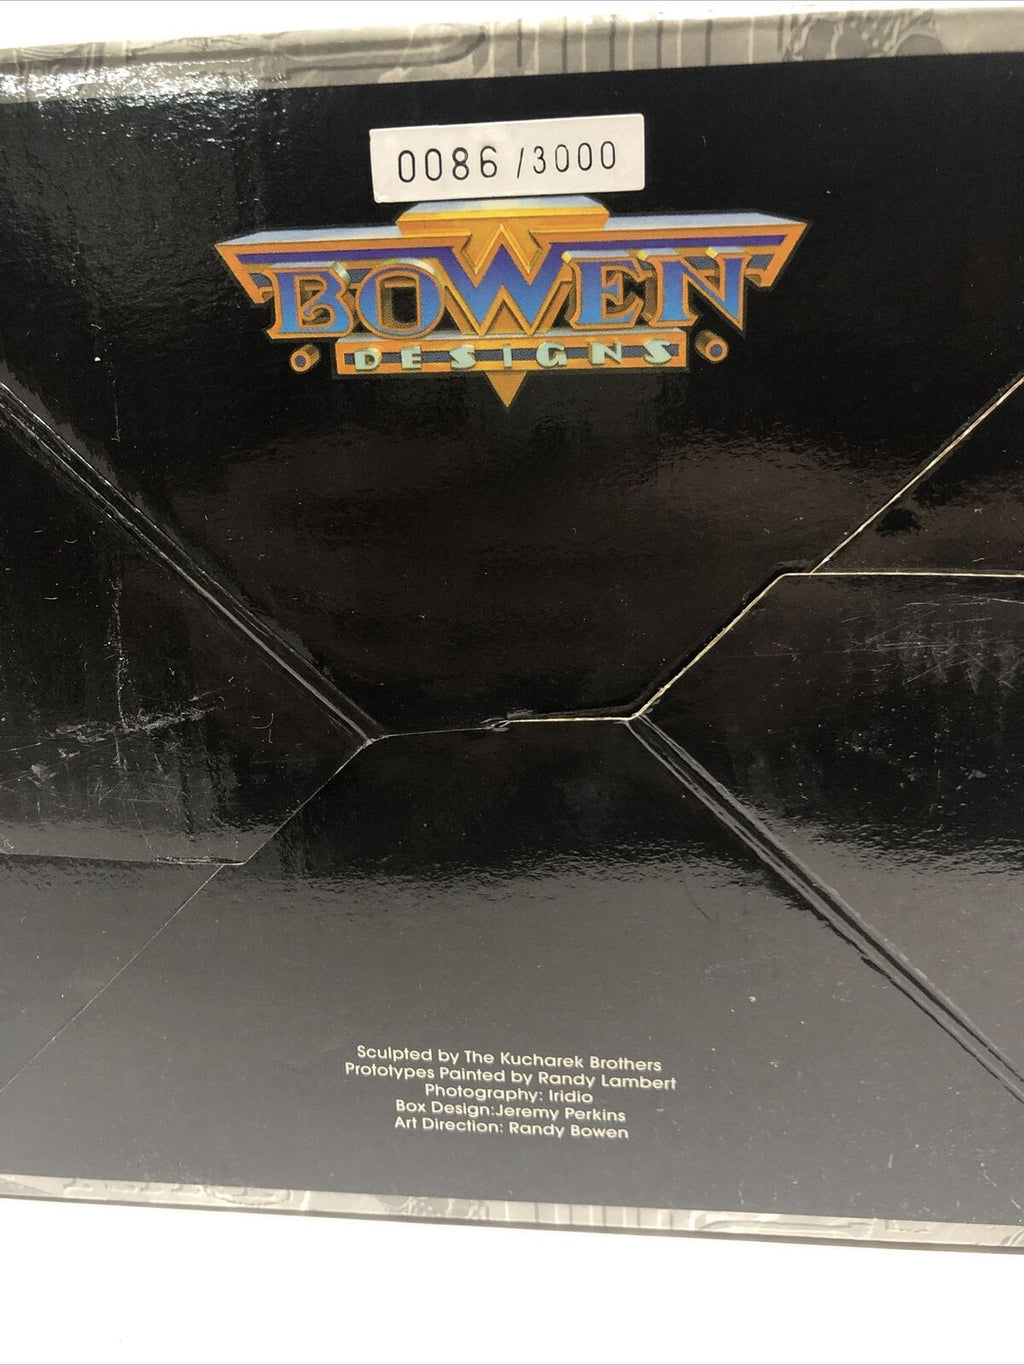 0086 /3000
BOWEN
DESIGNS
Sculpted by The Kucharek Brothers
Prototypes Painted by Randy Lambert
Photography: Iridio
Box Design:Jeremy Perkins
Art Direction: Randy Bowen